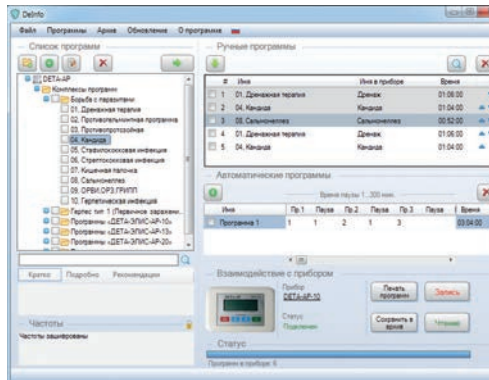 DeInfo
Файл Программы Архив Обновление О программе
Список программ
DETA-AP
Комплексы программ
Борьба с паразитами
01. Дренажная терапия
02. Противогельминтная программа
03. Противопротозойная
04. Кандида
05. Стафилококковая инфекция
06. Стрептококковая инфекция
07. Кишечная палочка
08. Сальмонеллез
09. ОРВИ,ОРЗ,ГРИПП
10. Герпетическая инфекция
Герпес тип 1 (Первичное заражени...
Программы «ДЕТА-ЭЛИС-АР-10»
Программы «ДЕТА-ЭЛИС-АР-13»
Программы «ДЕТА-ЭЛИС-АР-20»
Кратко Подробно Рекомендации
Частоты
Частоты зашифрованы
Ручные программы
# Имя Имя в приборе Время
1 01. Дренажная терапия Дренаж 01:06:00
2 04. Кандида Кандида 01:04:00
3 08. Сальмонеллез Сальмонеллез 00:52:00
4 01. Дренажная терапия Дренаж 01:06:00
5 04. Кандида Кандида 01:04:00
Автоматические программы
Время паузы 1...300 мин.
Имя Пр.1 Пауза Пр.2 Пауза Пр.3 Пауза Время
Программа 1 1 1 2 1 3 03:04:00
Взаимодействие с прибором
Прибор
DETA-AP-10
Статус
Подключен
Печать программ
Запись
Сохранить в архив
Чтение
Статус
Программ в приборе: 6